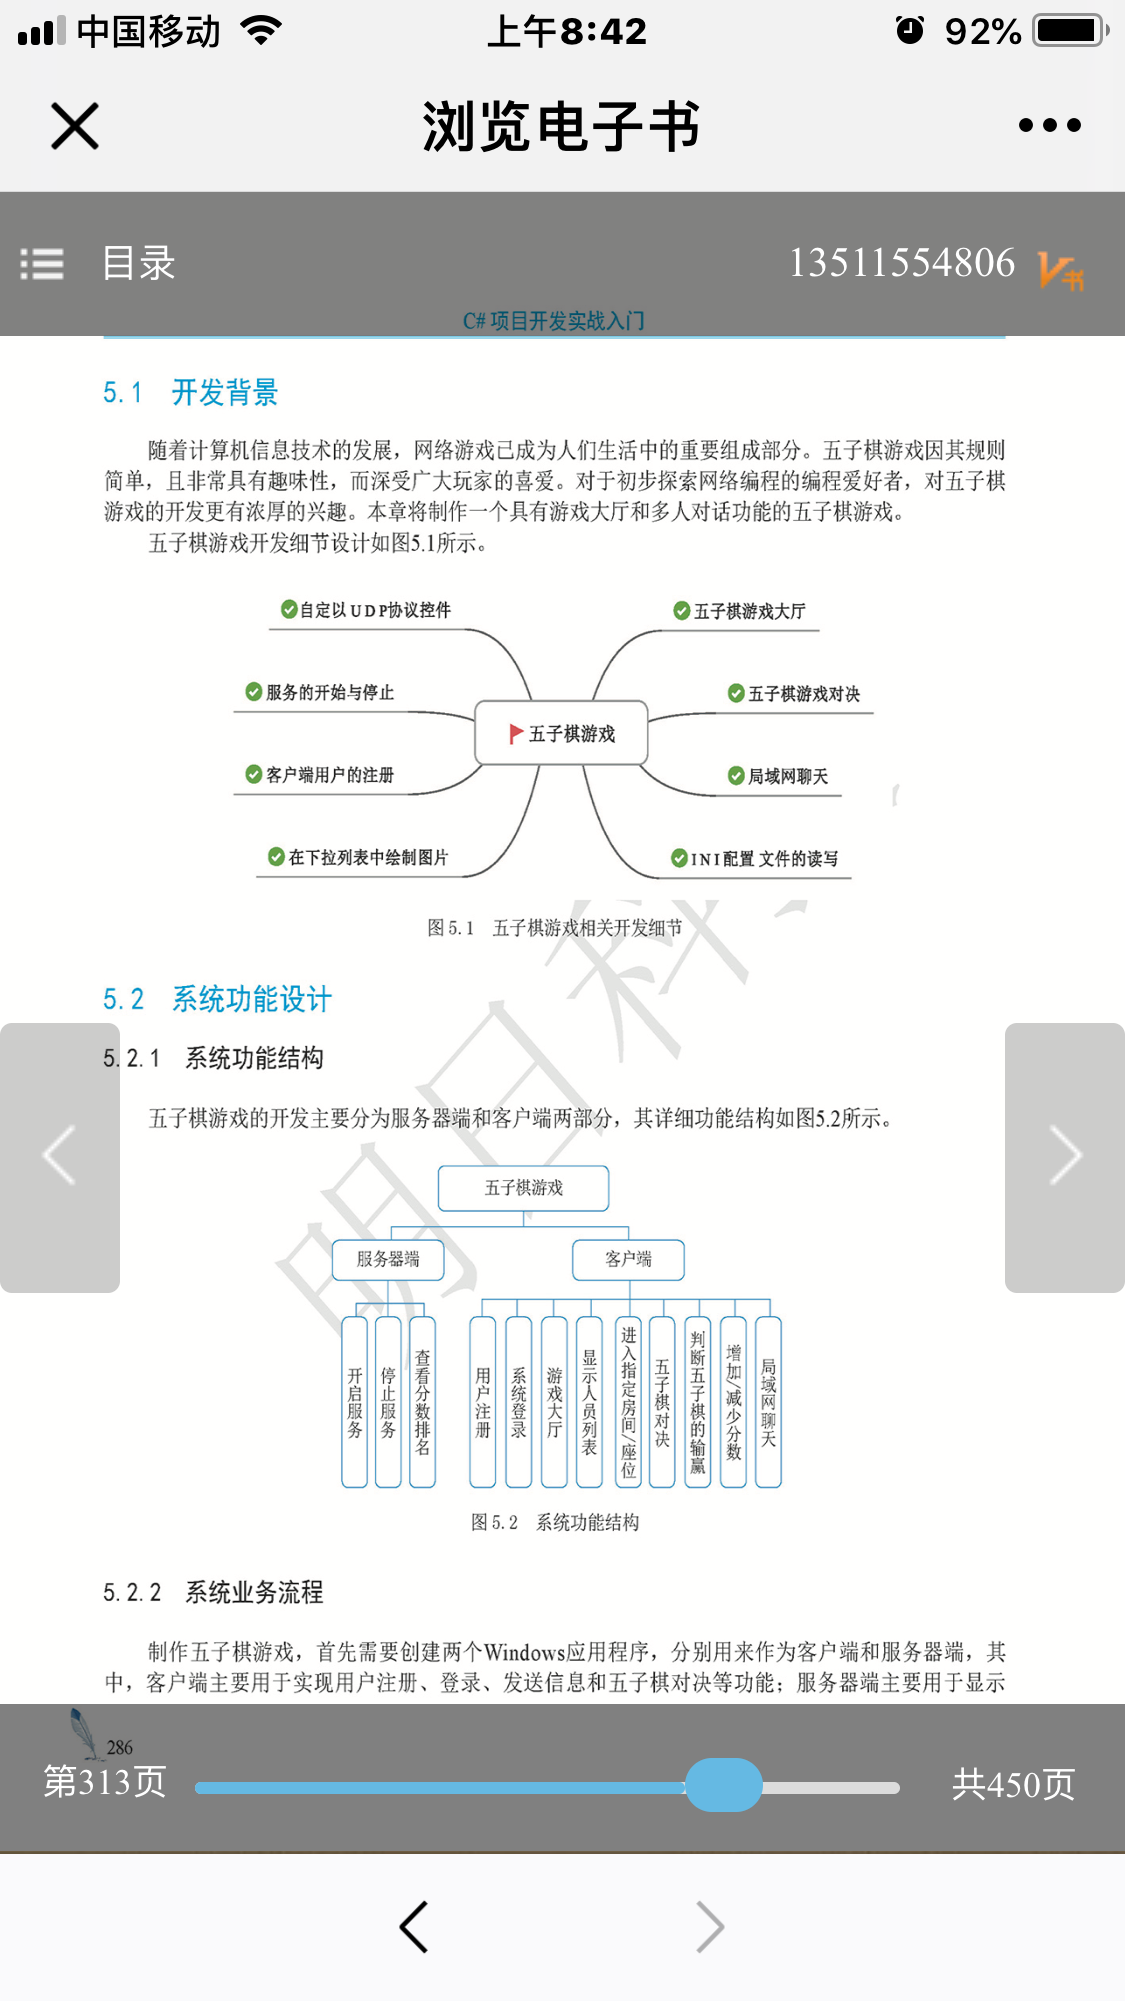 中国移动 上午8:42 92%
浏览电子书
目录 13511554806 V书
C# 项目开发实战入门
5.1 开发背景
随着计算机信息技术的发展，网络游戏已成为人们生活中的重要组成部分。五子棋游戏因其规则
简单，且非常具有趣味性，而深受广大玩家的喜爱。对于初步探索网络编程的编程爱好者，对五子棋
游戏的开发更有浓厚的兴趣。本章将制作一个具有游戏大厅和多人对话功能的五子棋游戏。
五子棋游戏开发细节设计如图5.1所示。
自定以UDP协议控件
五子棋游戏大厅
服务的开始与停止
五子棋游戏对决
五子棋游戏
客户端用户的注册
局域网聊天
在下拉列表中绘制图片
INI配置 文件的读写
图 5.1 五子棋游戏相关开发细节
5.2 系统功能设计
5.2.1 系统功能结构
五子棋游戏的开发主要分为服务器端和客户端两部分，其详细功能结构如图5.2所示。
五子棋游戏
服务器端
客户端
开启服务
停止服务
查看分数排名
用户注册
系统登录
游戏大厅
显示人员列表
进入指定房间/座位
五子棋对决
判断五子棋的输赢
增加/减少分数
局域网聊天
图 5.2 系统功能结构
5.2.2 系统业务流程
制作五子棋游戏，首先需要创建两个Windows应用程序，分别用来作为客户端和服务器端，其
中，客户端主要用于实现用户注册、登录、发送信息和五子棋对决等功能；服务器端主要用于显示
286
第313页 共450页
明日科